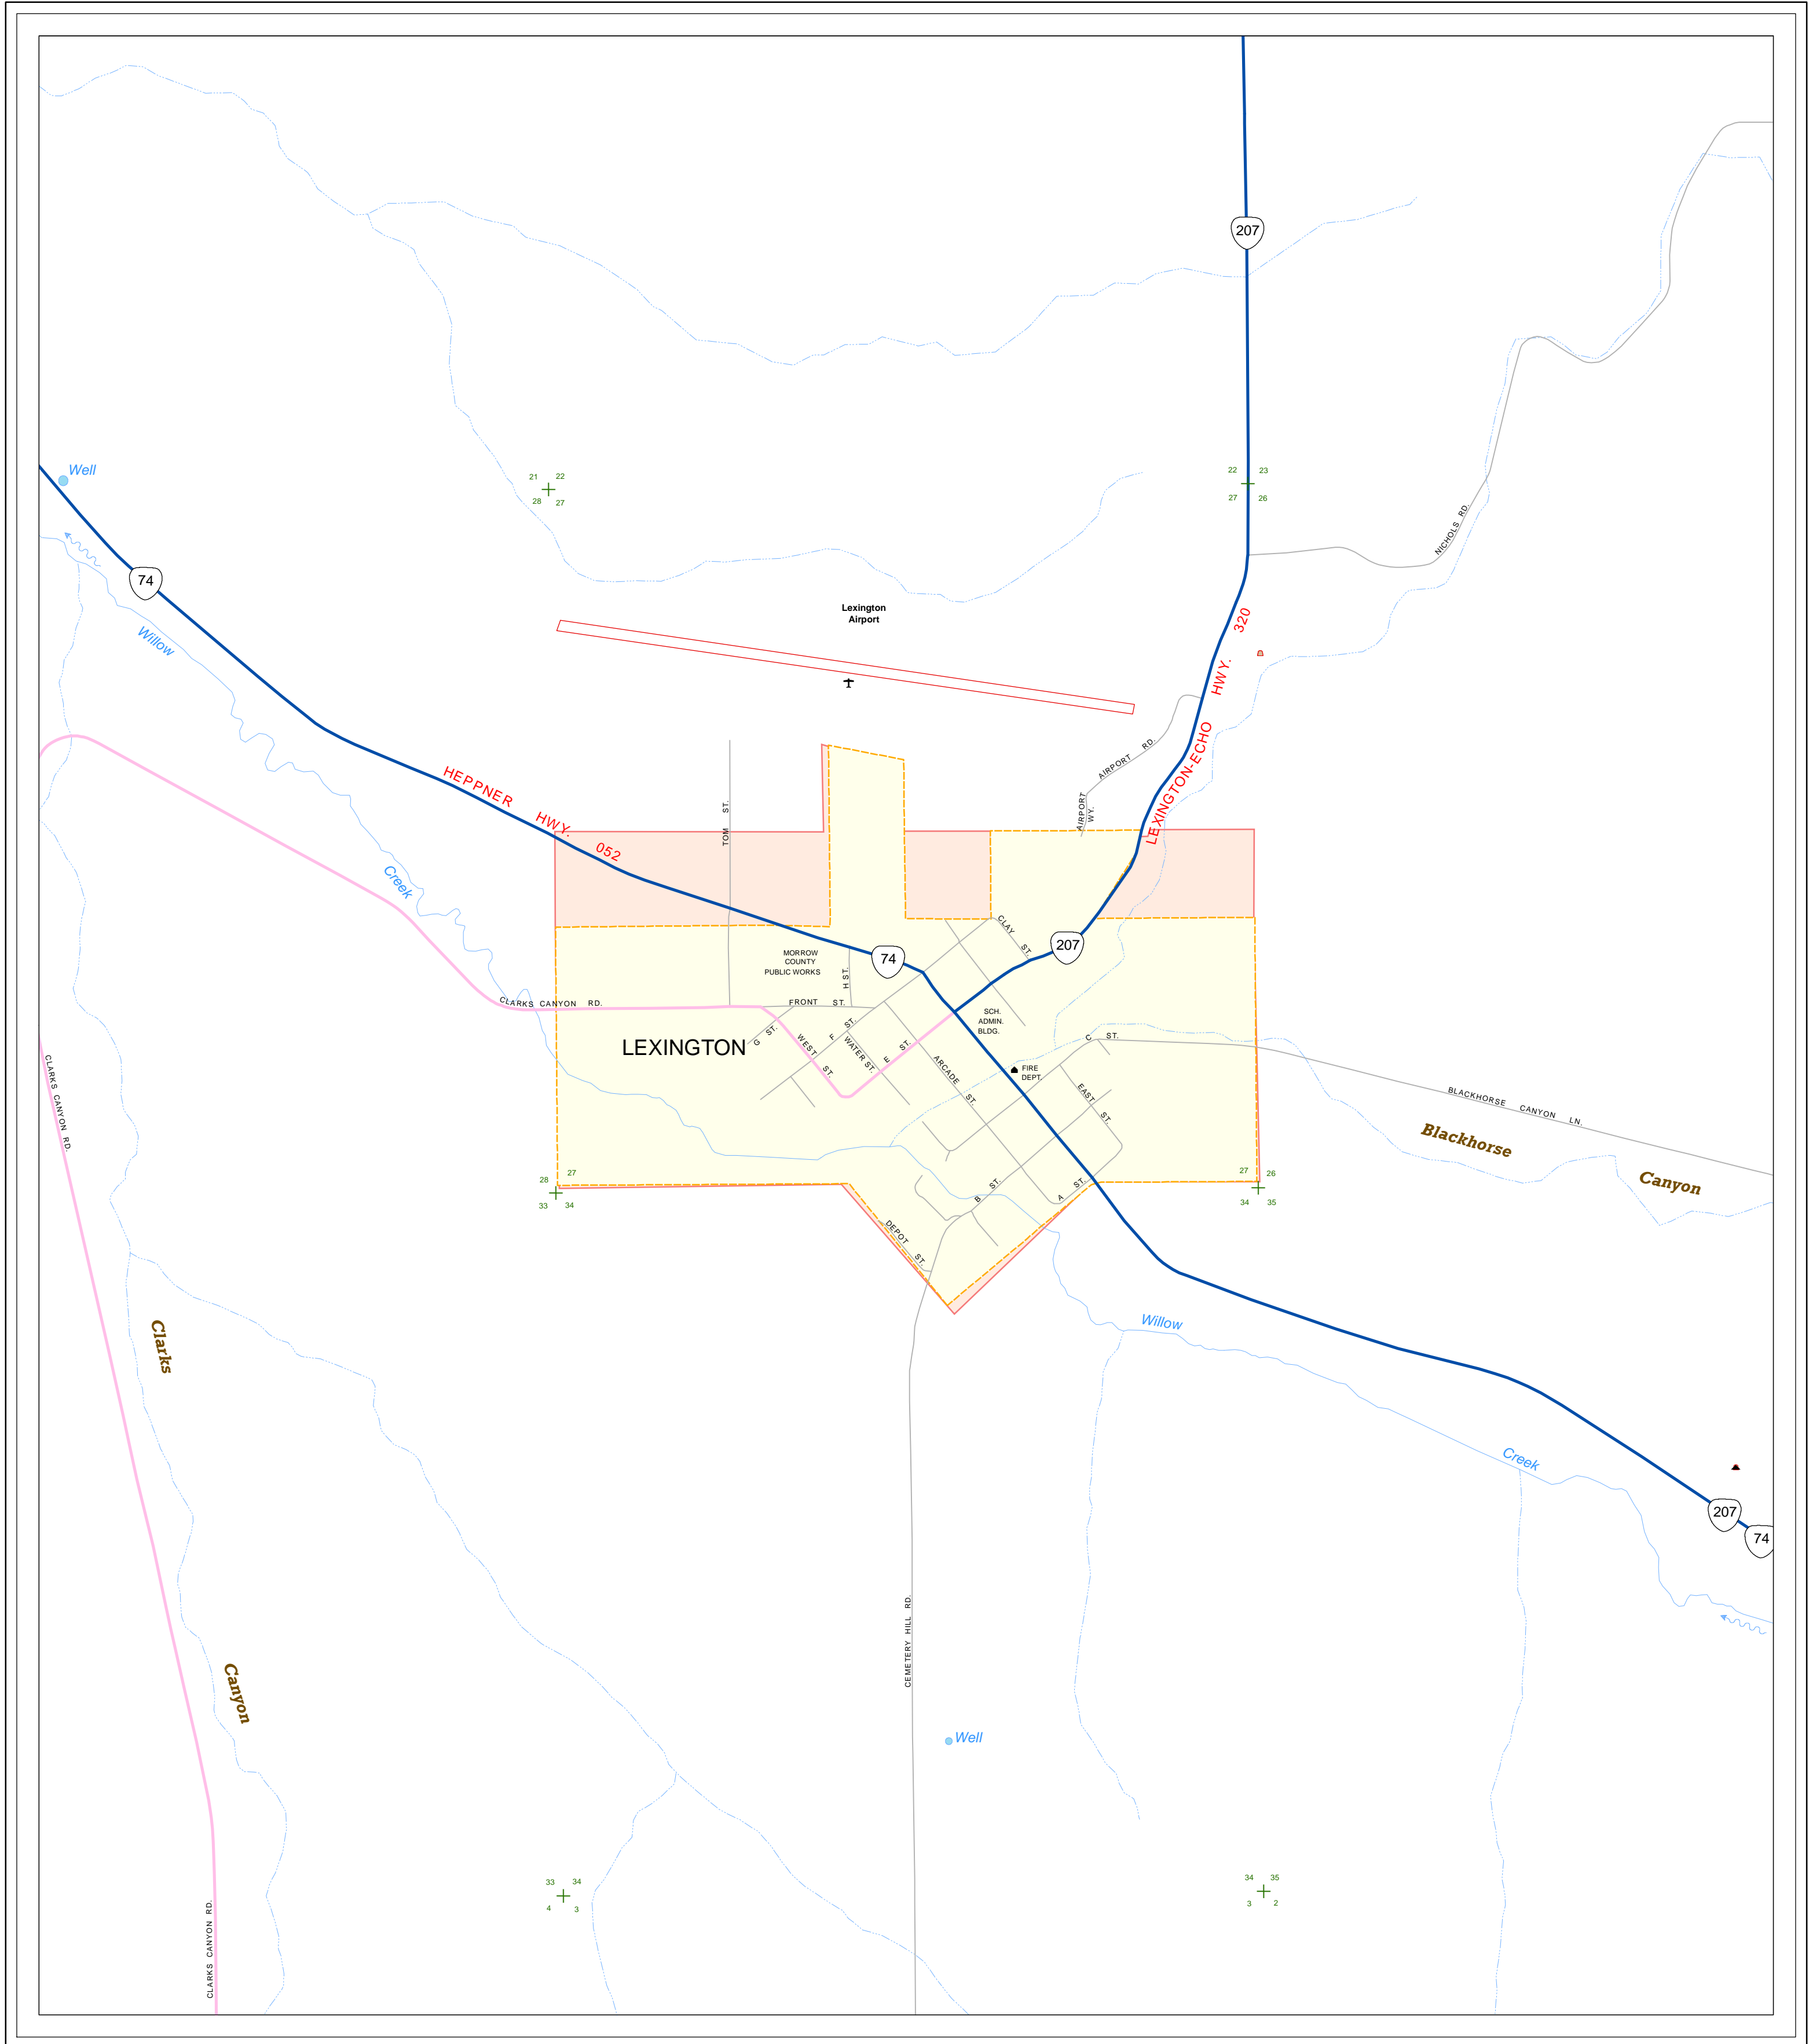 207
Well
21 22
28 27
22 23
27 26
NICHOLS RD.
74
Lexington
Airport
Willow
HEPPNER HWY. 052
LEXINGTON-ECHO HWY. 320
AIRPORT RD.
AIRPORT
WY.
TOM ST.
Creek
CLAY ST.
207
MORROW
COUNTY
PUBLIC WORKS
H ST.
74
CLARKS CANYON RD.
FRONT ST.
SCH.
ADMIN.
BLDG.
G ST.
F ST.
WEST ST.
WATER ST.
E ST.
ARCADE ST.
C ST.
LEXINGTON
FIRE
DEPT.
EAST ST.
CLARKS CANYON RD.
BLACKHORSE CANYON LN.
Blackhorse
Canyon
28 27
33 34
27 26
34 35
B ST.
A ST.
DEPOT ST.
Willow
Clarks
Creek
207
74
CEMETERY HILL RD.
Canyon
Well
33 34
4 3
34 35
3 2
CLARKS CANYON RD.